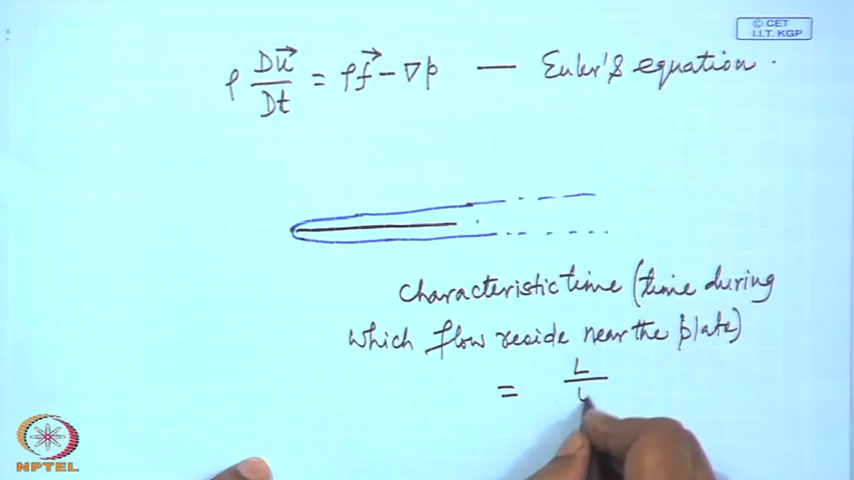 © CET
I.I.T. KGP
ρ Du⃗/Dt = ρf⃗ - ∇p — Euler's equation.
Characteristic time (time during
which flow reside near the plate)
= L/
NPTEL